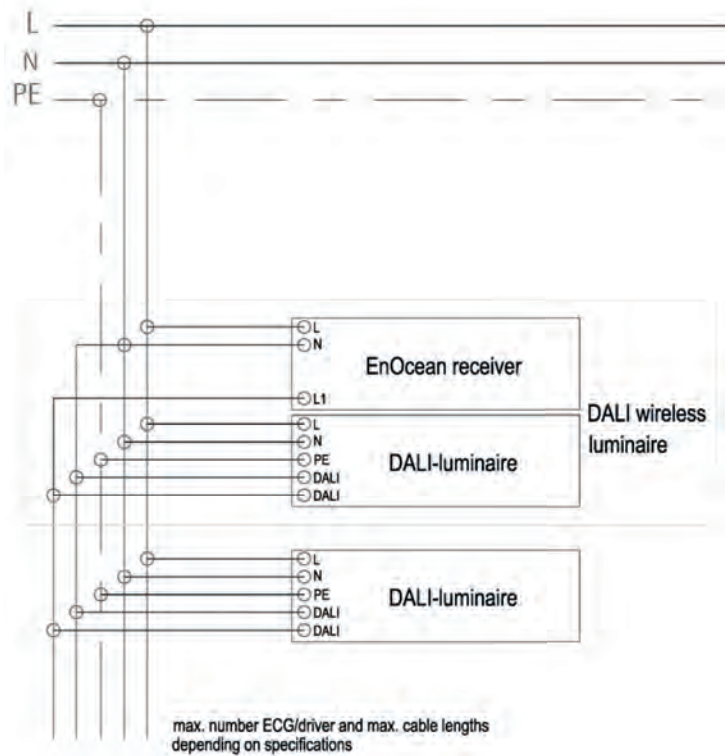 L
N
PE
L
N
EnOcean receiver
L1
DALI wireless
luminaire
L
N
PE
DALI-luminaire
DALI
DALI
L
N
PE
DALI-luminaire
DALI
DALI
max. number ECG/driver and max. cable lengths
depending on specifications